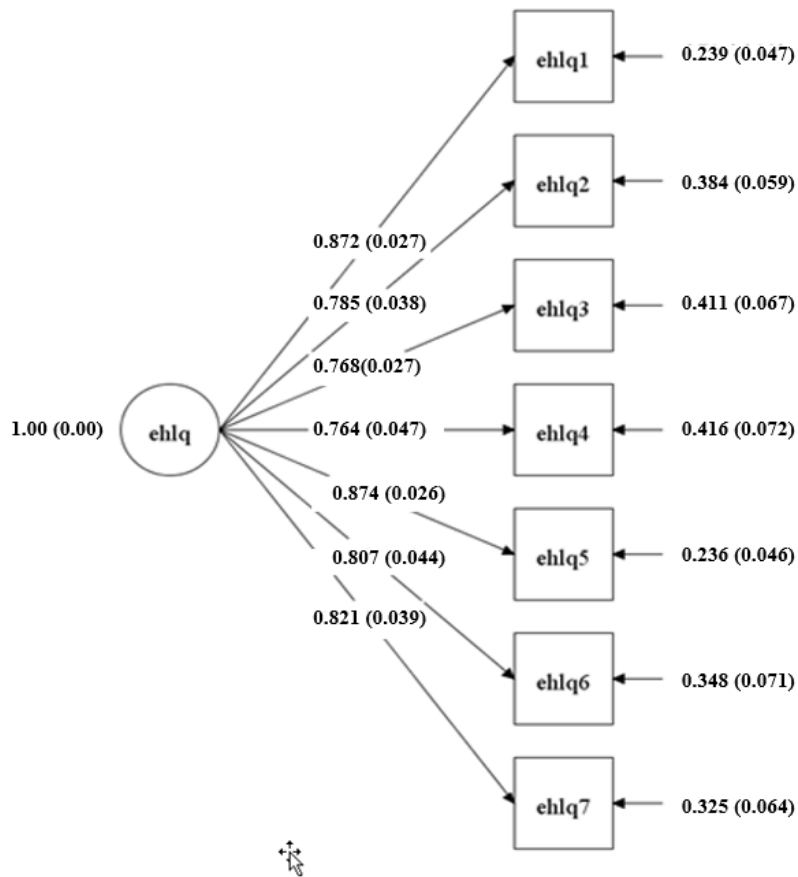 ehlq1
0.239 (0.047)
ehlq2
0.384 (0.059)
0.872 (0.027)
0.785 (0.038)
ehlq3
0.411 (0.067)
0.768(0.027)
1.00 (0.00)
ehlq
0.764 (0.047)
ehlq4
0.416 (0.072)
0.874 (0.026)
0.807 (0.044)
ehlq5
0.236 (0.046)
0.821 (0.039)
ehlq6
0.348 (0.071)
ehlq7
0.325 (0.064)